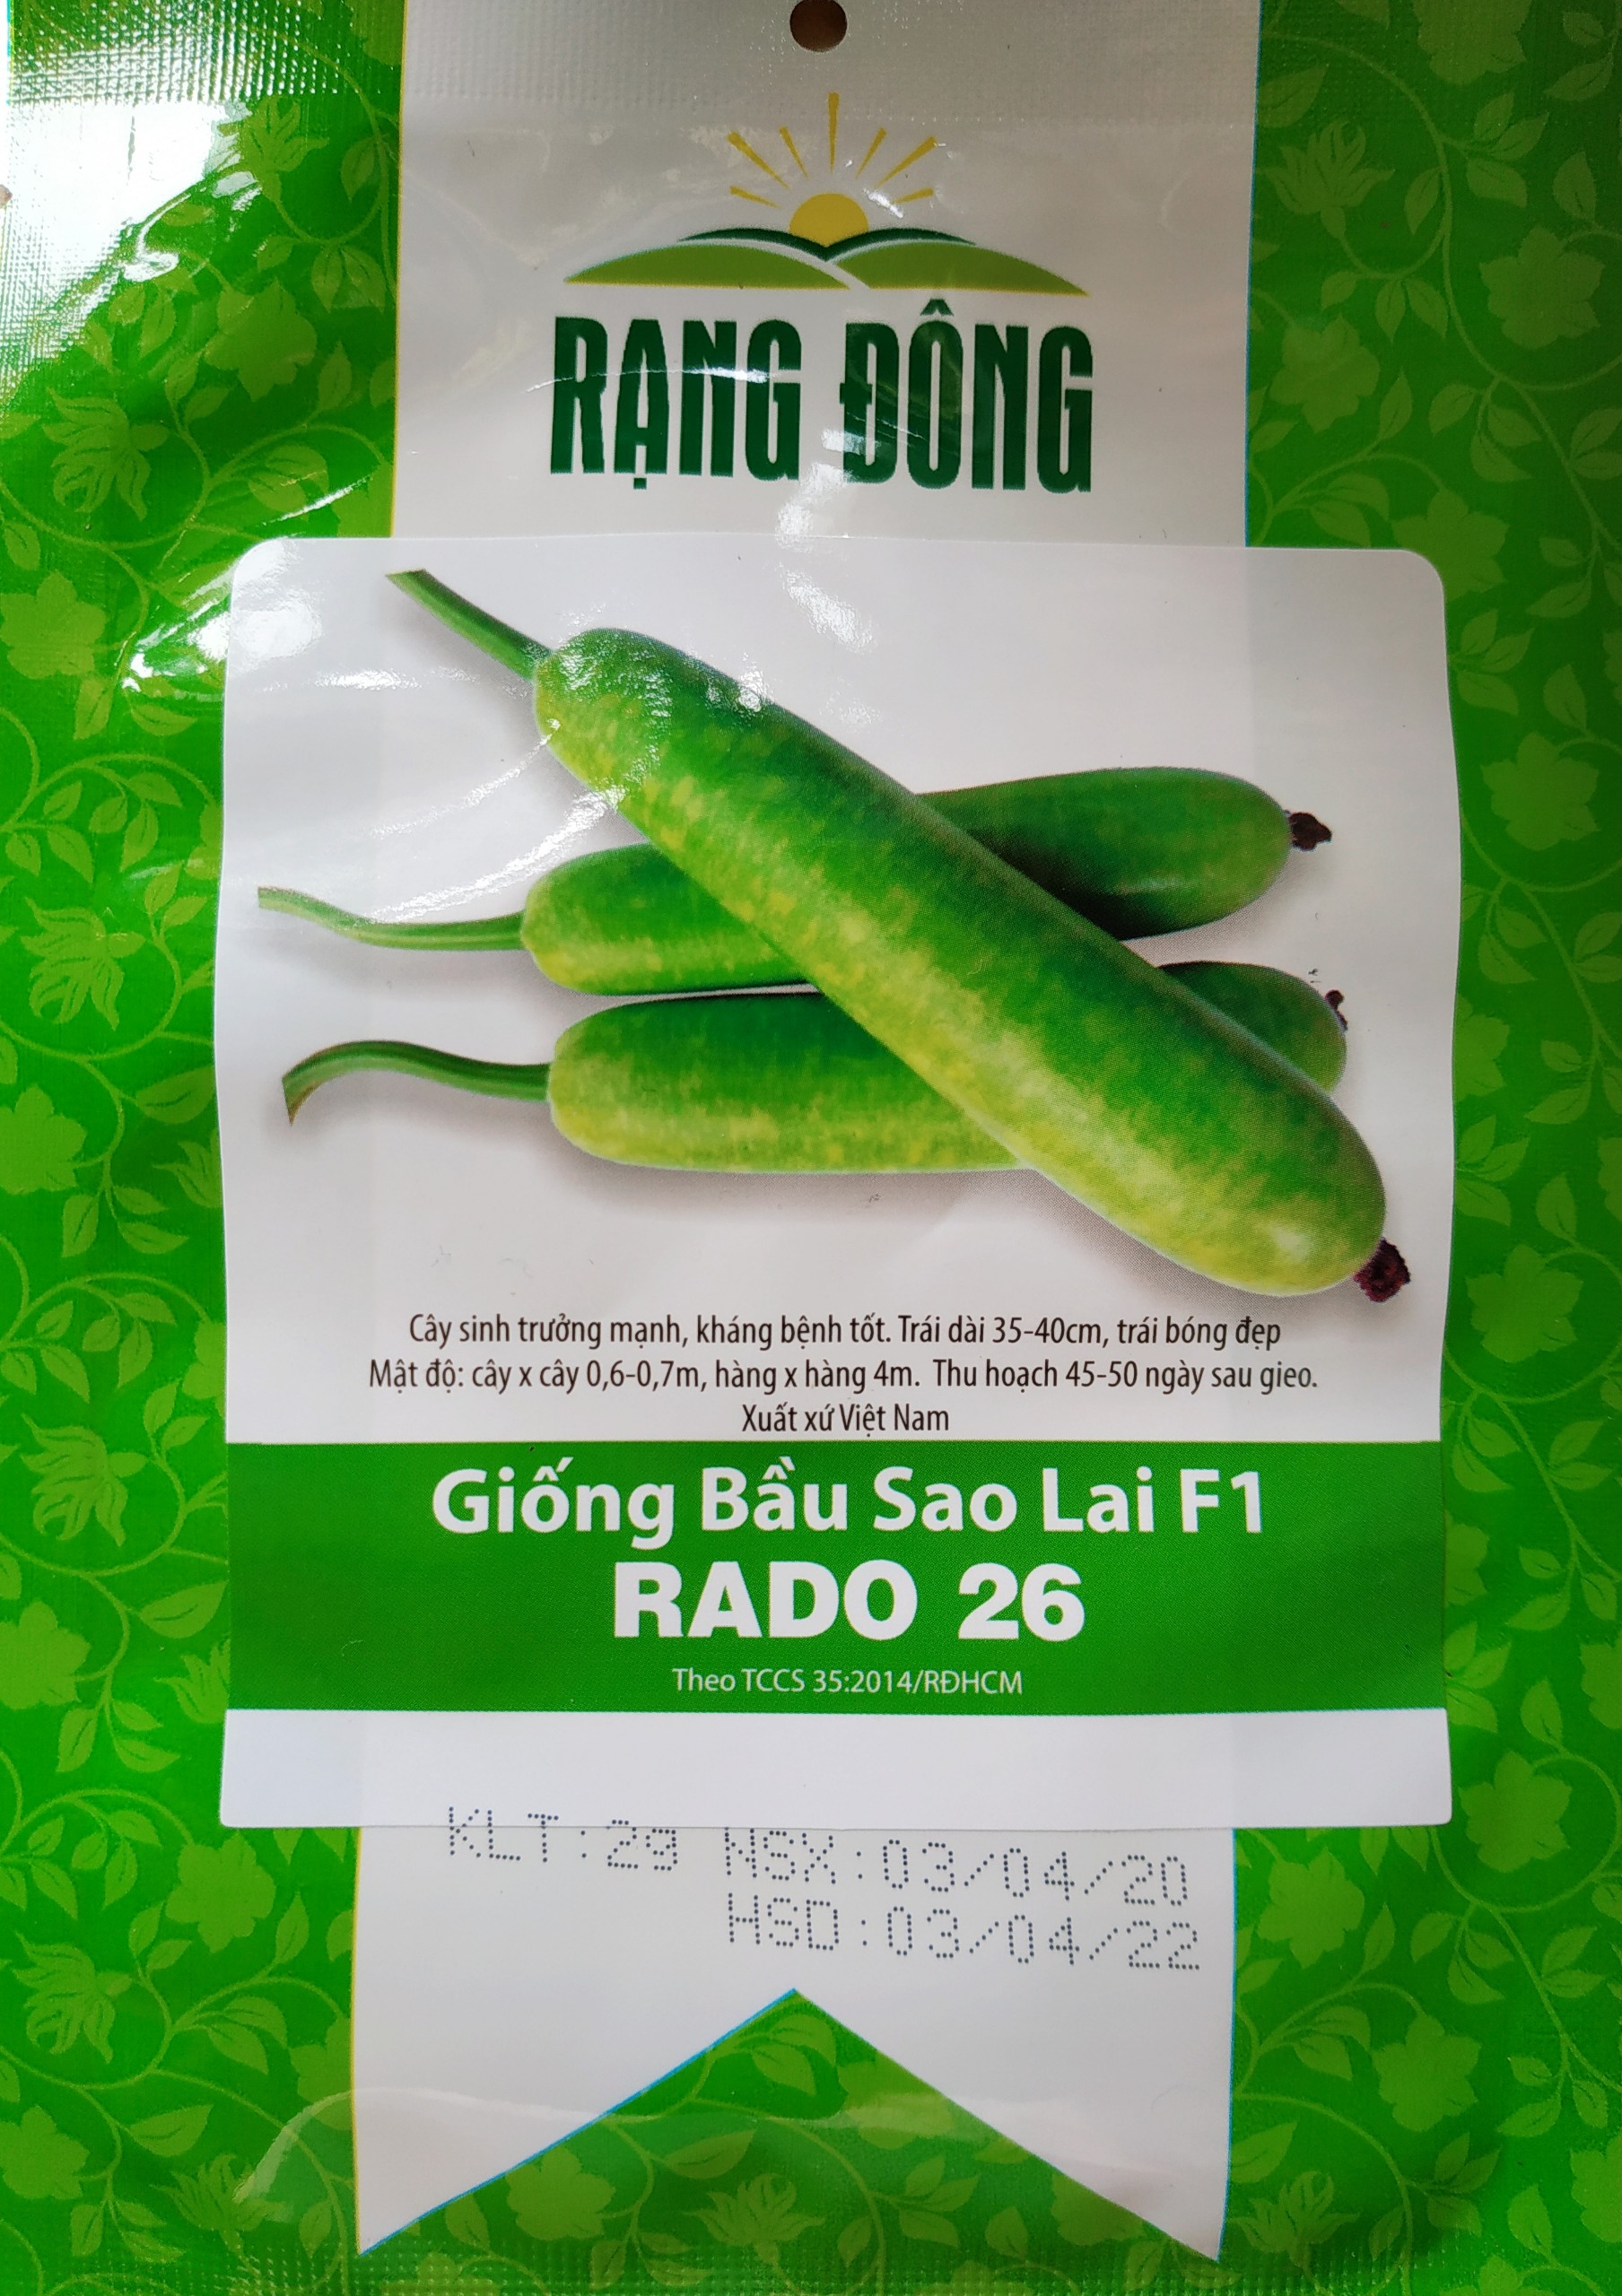 RẠNG ĐÔNG
Cây sinh trưởng mạnh, kháng bệnh tốt. Trái dài 35-40cm, trái bóng đẹp
Mật độ: cây x cây 0,6-0,7m, hàng x hàng 4m. Thu hoạch 45-50 ngày sau gieo.
Xuất xứ Việt Nam
Giống Bầu Sao Lai F1
RADO 26
Theo TCCS 35:2014/RĐHCM
KLT:2g NSX:03/04/20
HSD:03/04/22